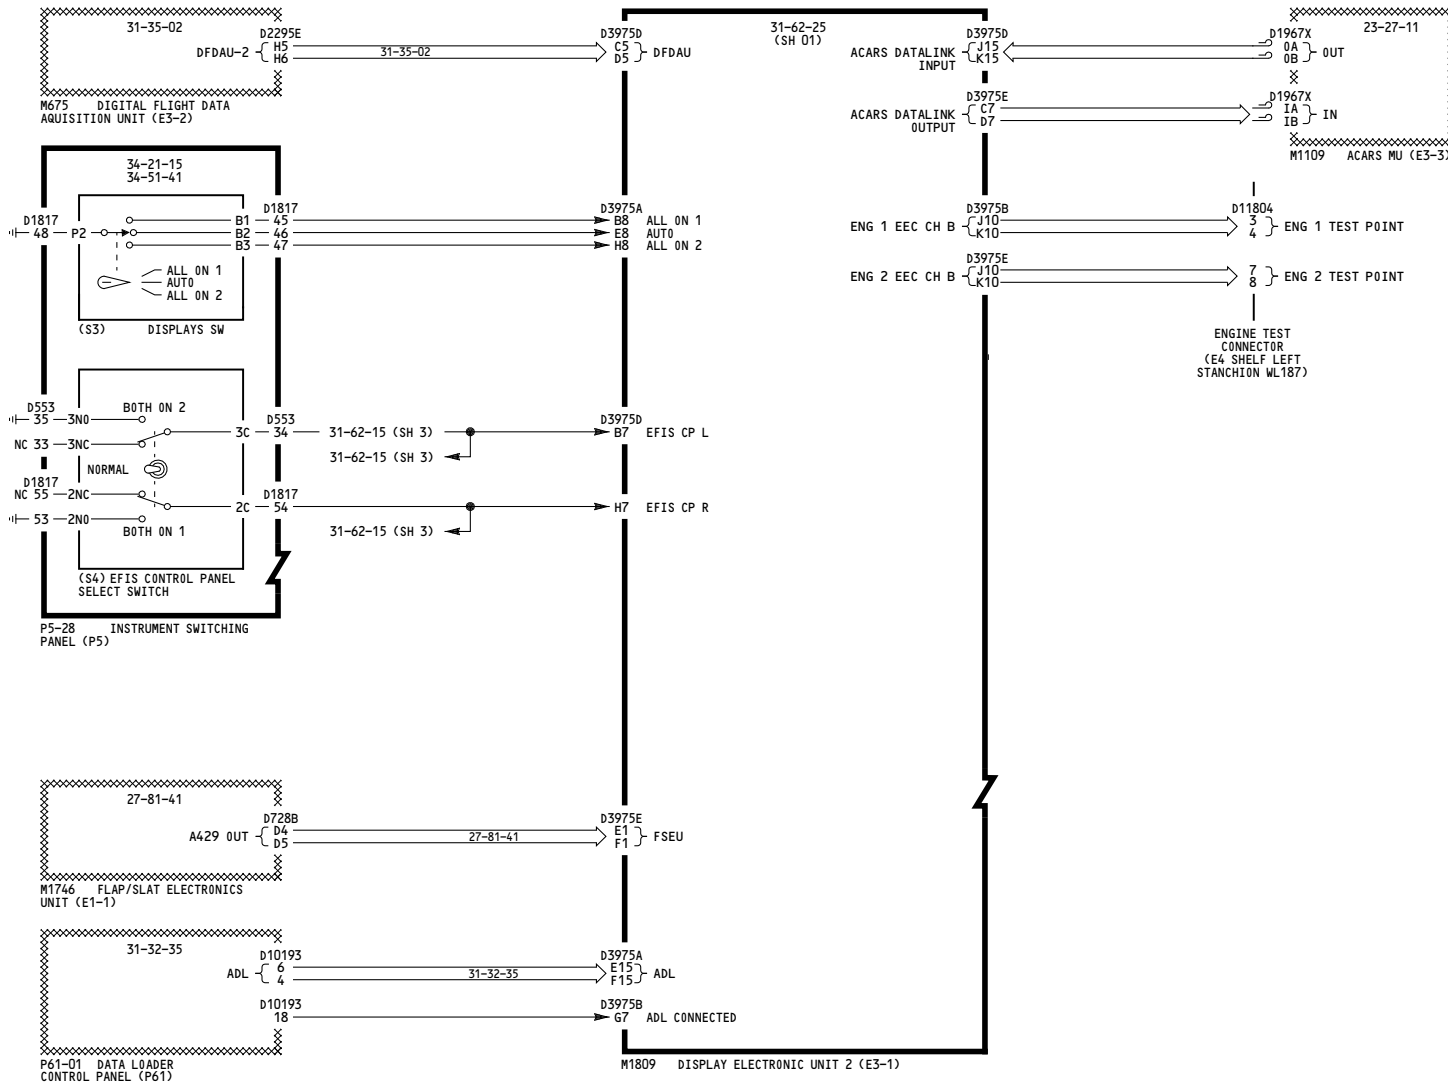 31-35-02
D2295E
DFDAU-2 H5
H6
31-35-02
M675 DIGITAL FLIGHT DATA
AQUISITION UNIT (E3-2)
D3975D
C5
D5
DFDAU
31-62-25
(SH 01)
D3975D
ACARS DATALINK J15
INPUT K15
D1967X
0A
0B
OUT
23-27-11
D3975E
ACARS DATALINK C7
OUTPUT D7
D1967X
IA
IB
IN
M1109 ACARS MU (E3-3)
34-21-15
34-51-41
D1817
48 P2
B1
B2
B3
D1817
45
46
47
ALL ON 1
AUTO
ALL ON 2
(S3) DISPLAYS SW
D3975A
B8 ALL ON 1
E8 AUTO
H8 ALL ON 2
D3975B
ENG 1 EEC CH B J10
K10
D11804
3
4
ENG 1 TEST POINT
D3975E
ENG 2 EEC CH B J10
K10
7
8
ENG 2 TEST POINT
ENGINE TEST
CONNECTOR
(E4 SHELF LEFT
STANCHION WL187)
D553
35 3NO
BOTH ON 2
NC 33 3NC
3C
D553
34
31-62-15 (SH 3)
31-62-15 (SH 3)
D3975D
B7 EFIS CP L
NORMAL
D1817
NC 55 2NC
53 2NO
BOTH ON 1
2C
D1817
54
31-62-15 (SH 3)
H7 EFIS CP R
(S4) EFIS CONTROL PANEL
SELECT SWITCH
P5-28 INSTRUMENT SWITCHING
PANEL (P5)
27-81-41
D728B
A429 OUT D4
D5
27-81-41
D3975E
E1
F1
FSEU
M1746 FLAP/SLAT ELECTRONICS
UNIT (E1-1)
31-32-35
D10193
ADL 6
4
31-32-35
D3975A
E15
F15
ADL
D10193
18
D3975B
G7 ADL CONNECTED
P61-01 DATA LOADER
CONTROL PANEL (P61)
M1809 DISPLAY ELECTRONIC UNIT 2 (E3-1)